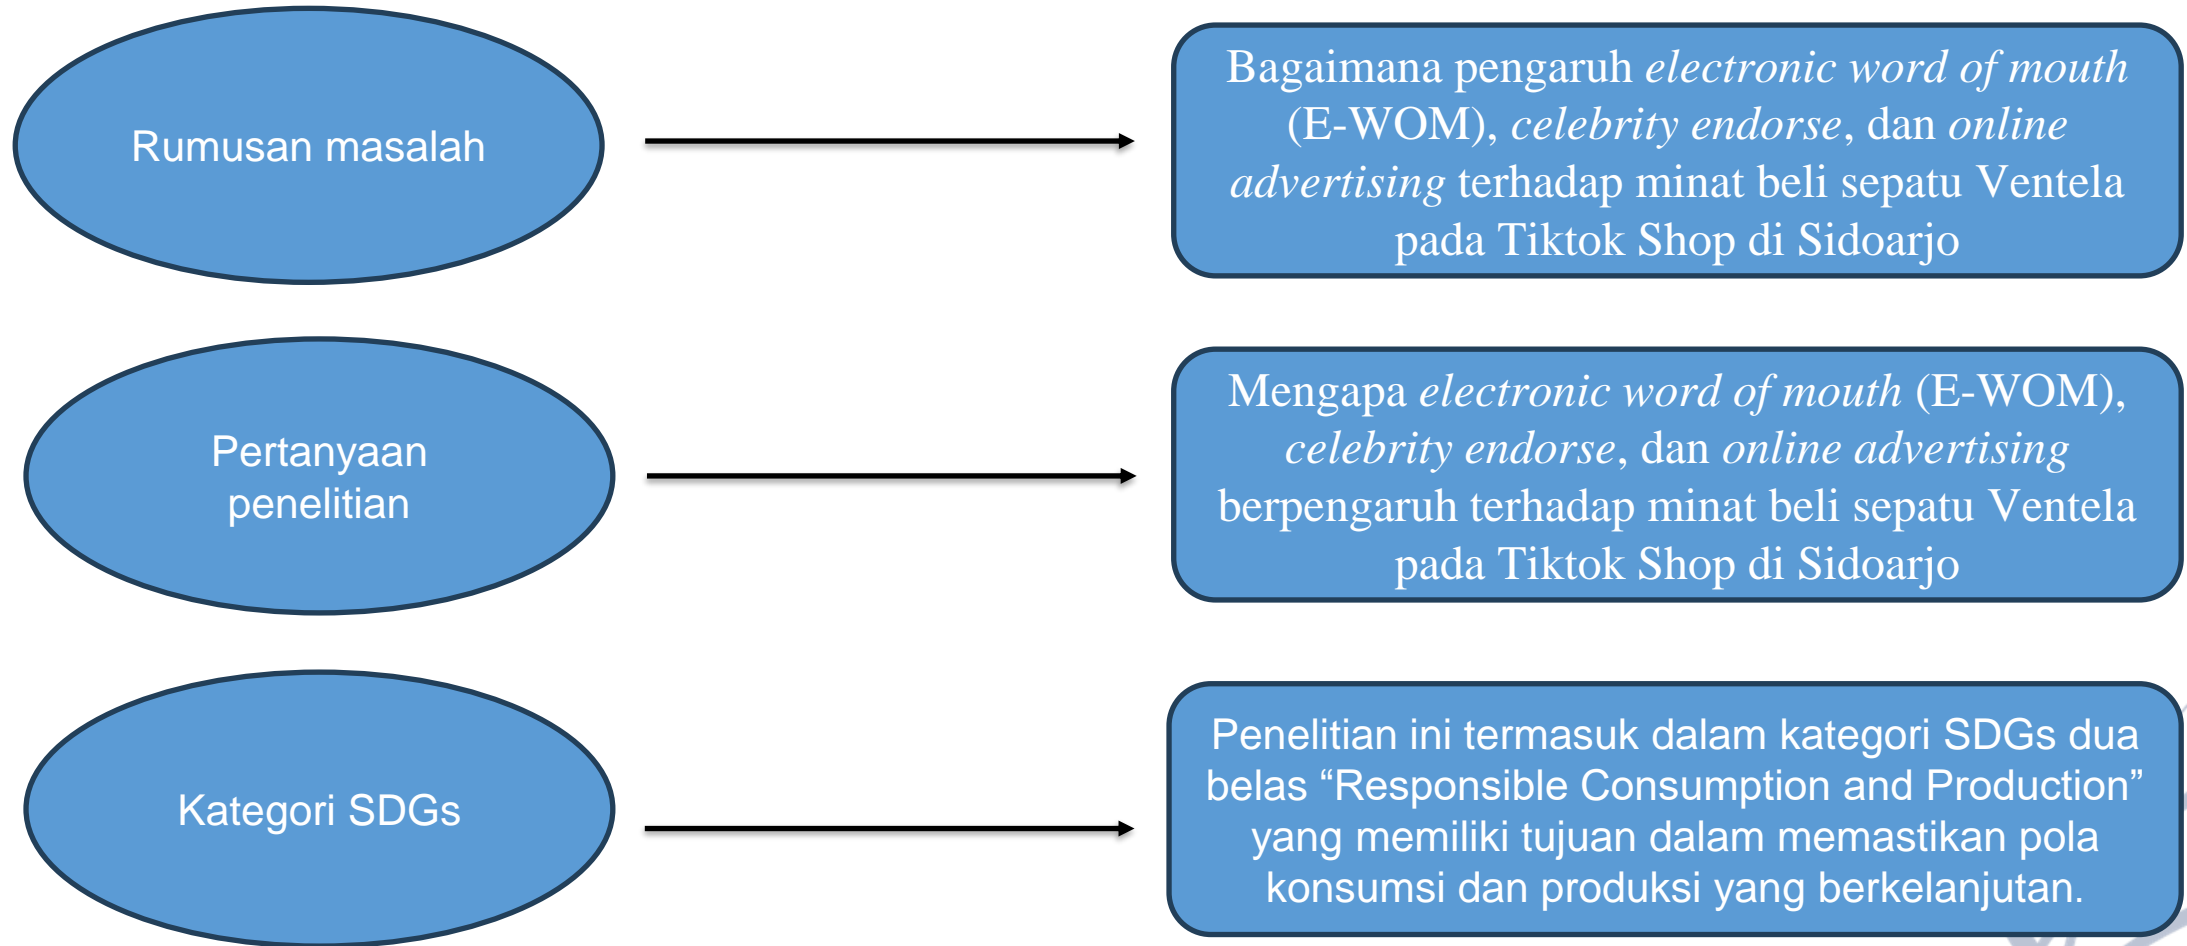 Rumusan masalah
Bagaimana pengaruh electronic word of mouth
(E-WOM), celebrity endorse, dan online
advertising terhadap minat beli sepatu Ventela
pada Tiktok Shop di Sidoarjo
Pertanyaan
penelitian
Mengapa electronic word of mouth (E-WOM),
celebrity endorse, dan online advertising
berpengaruh terhadap minat beli sepatu Ventela
pada Tiktok Shop di Sidoarjo
Kategori SDGs
Penelitian ini termasuk dalam kategori SDGs dua
belas “Responsible Consumption and Production”
yang memiliki tujuan dalam memastikan pola
konsumsi dan produksi yang berkelanjutan.